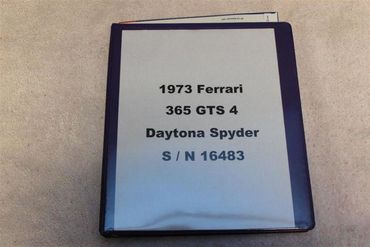 1973 Ferrari
365 GTS 4
Daytona Spyder
S / N 16483